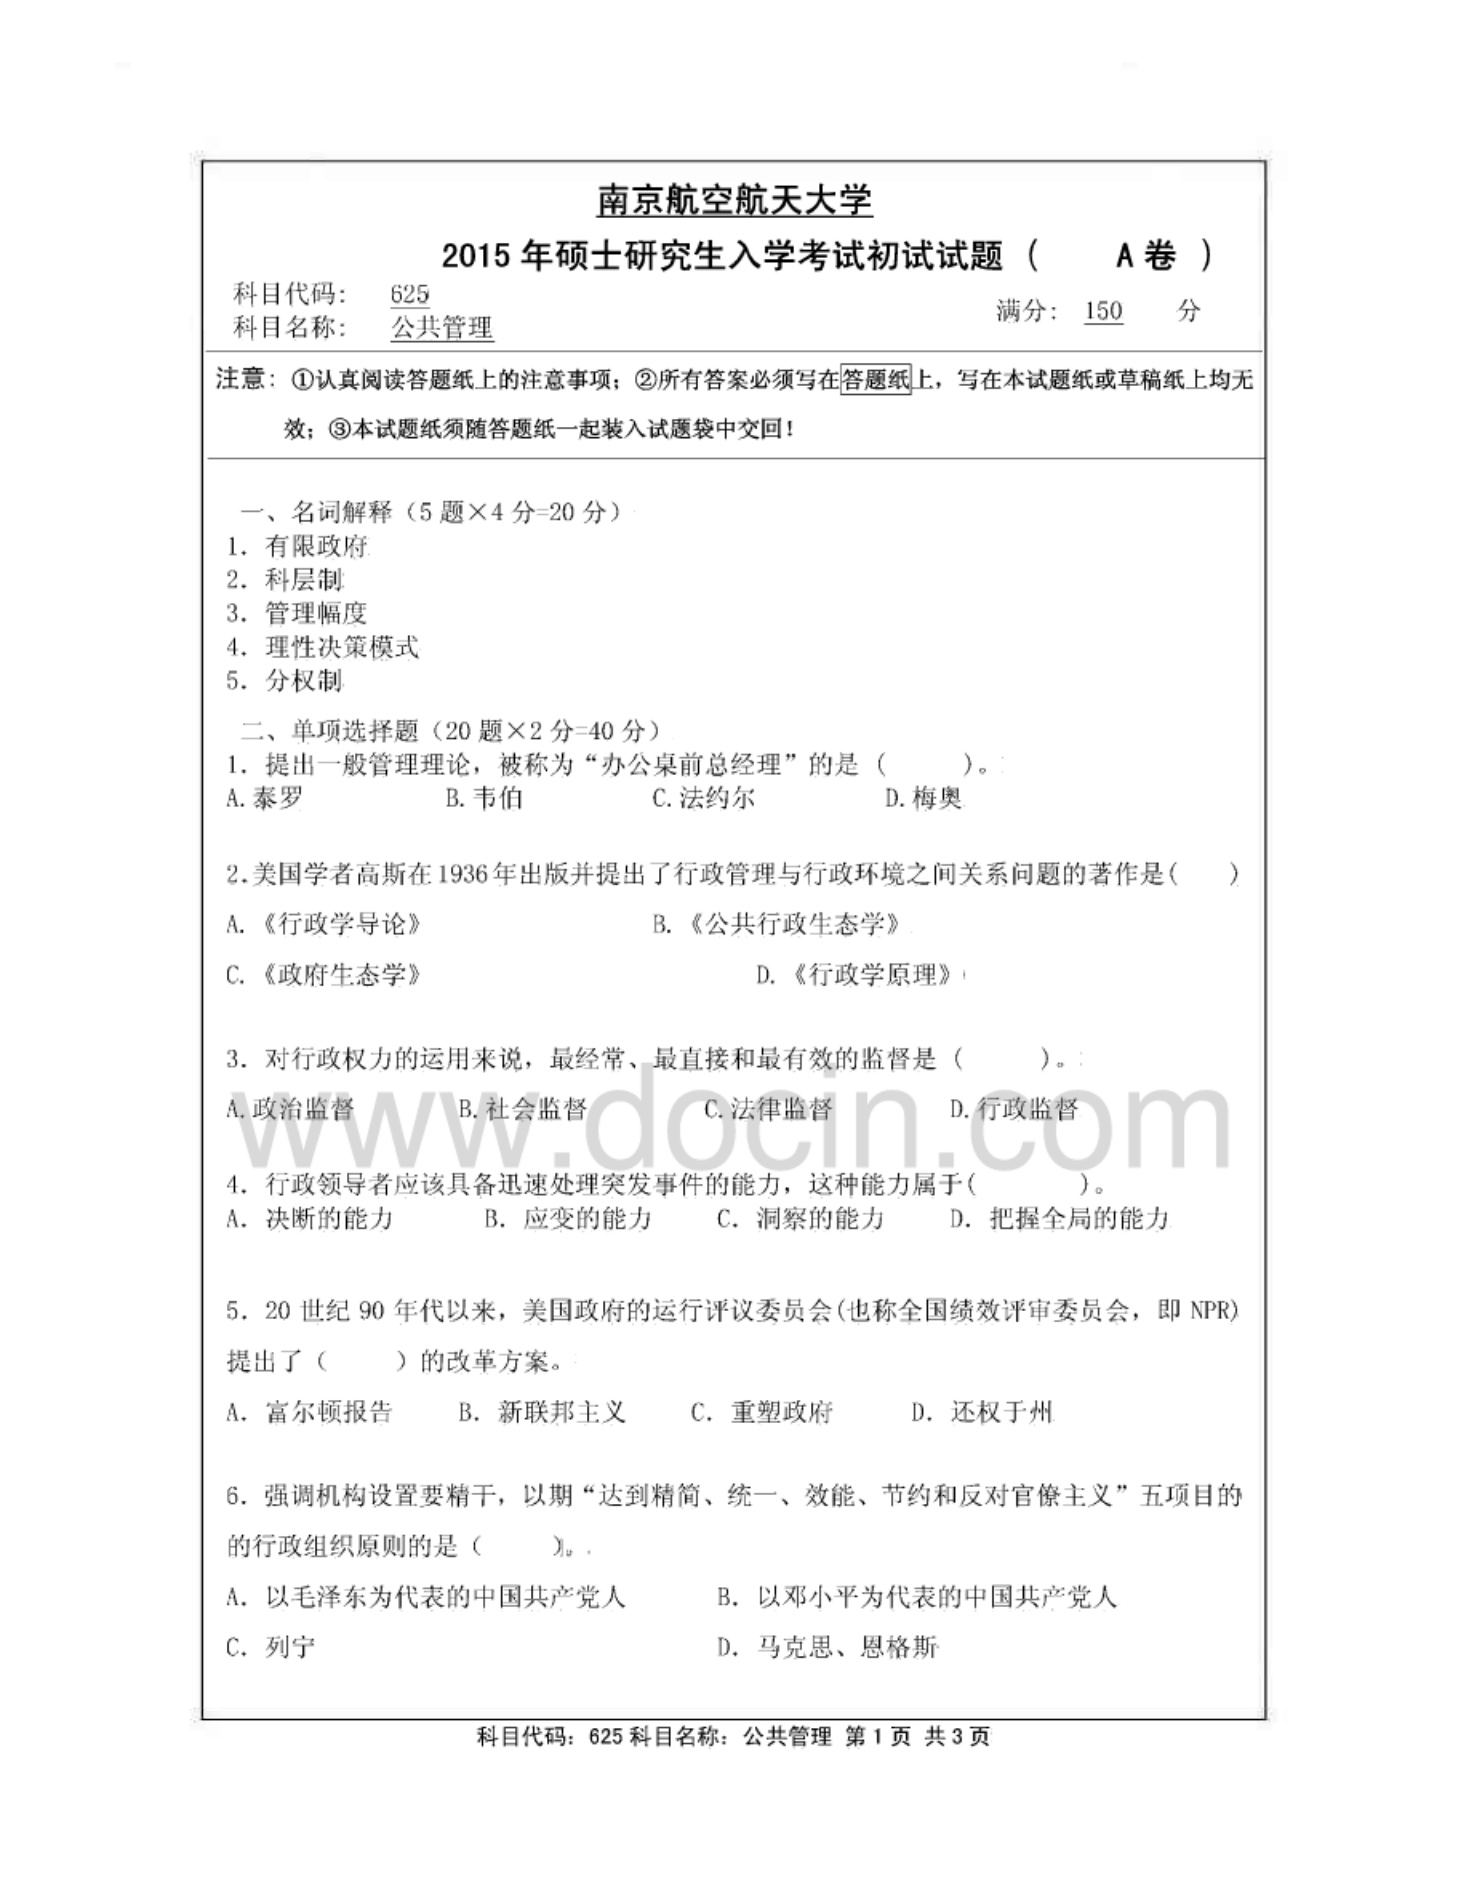 南京航空航天大学
2015 年硕士研究生入学考试初试试题 ( A 卷 )
科目代码: 625
满分: 150 分
科目名称: 公共管理
注意: ①认真阅读答题纸上的注意事项; ②所有答案必须写在答题纸上, 写在本试题纸或草稿纸上均无
效; ③本试题纸须随答题纸一起装入试题袋中交回!
一、名词解释（5 题×4 分=20 分）
1. 有限政府
2. 科层制
3. 管理幅度
4. 理性决策模式
5. 分权制
二、单项选择题（20 题×2 分=40 分）
1. 提出一般管理理论, 被称为“办公桌前总经理”的是 ( )。
A.泰罗 B.韦伯 C.法约尔 D.梅奥
2.美国学者高斯在1936年出版并提出了行政管理与行政环境之间关系问题的著作是( )
A.《行政学导论》 B.《公共行政生态学》
C.《政府生态学》 D.《行政学原理》
3. 对行政权力的运用来说, 最经常、最直接和最有效的监督是 ( )。
A.政治监督 B.社会监督 C.法律监督 D.行政监督
www.docin.com
4. 行政领导者应该具备迅速处理突发事件的能力, 这种能力属于( )。
A. 决断的能力 B. 应变的能力 C. 洞察的能力 D. 把握全局的能力
5. 20 世纪 90 年代以来, 美国政府的运行评议委员会(也称全国绩效评审委员会, 即 NPR)
提出了（ ）的改革方案。
A. 富尔顿报告 B. 新联邦主义 C. 重塑政府 D. 还权于州
6. 强调机构设置要精干, 以期“达到精简、统一、效能、节约和反对官僚主义”五项目的
的行政组织原则的是（ )。
A. 以毛泽东为代表的中国共产党人 B. 以邓小平为代表的中国共产党人
C. 列宁 D. 马克思、恩格斯
科目代码: 625 科目名称: 公共管理 第 1 页 共 3 页